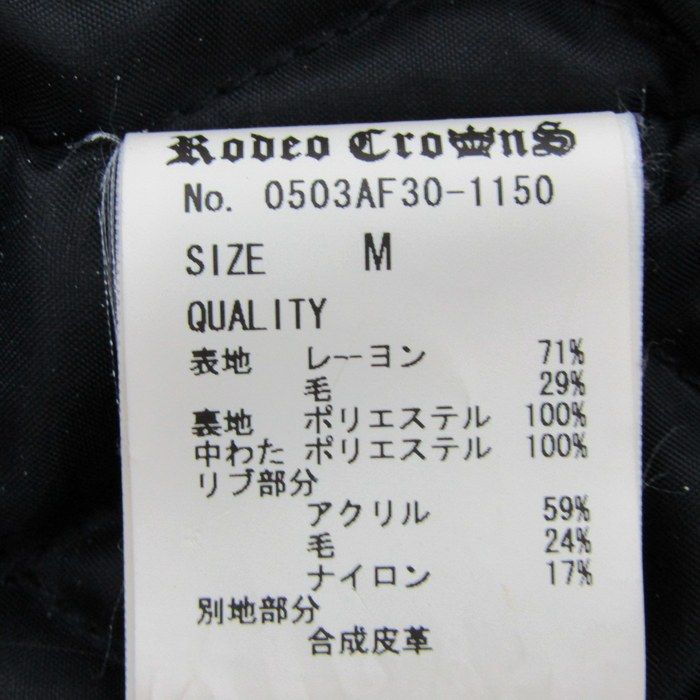 Rodeo CroWnS
No. 0503AF30-1150
SIZE M
QUALITY
表地 レーヨン 71%
毛 29%
裏地 ポリエステル 100%
中わた ポリエステル 100%
リブ部分
アクリル 59%
毛 24%
ナイロン 17%
別地部分
合成皮革